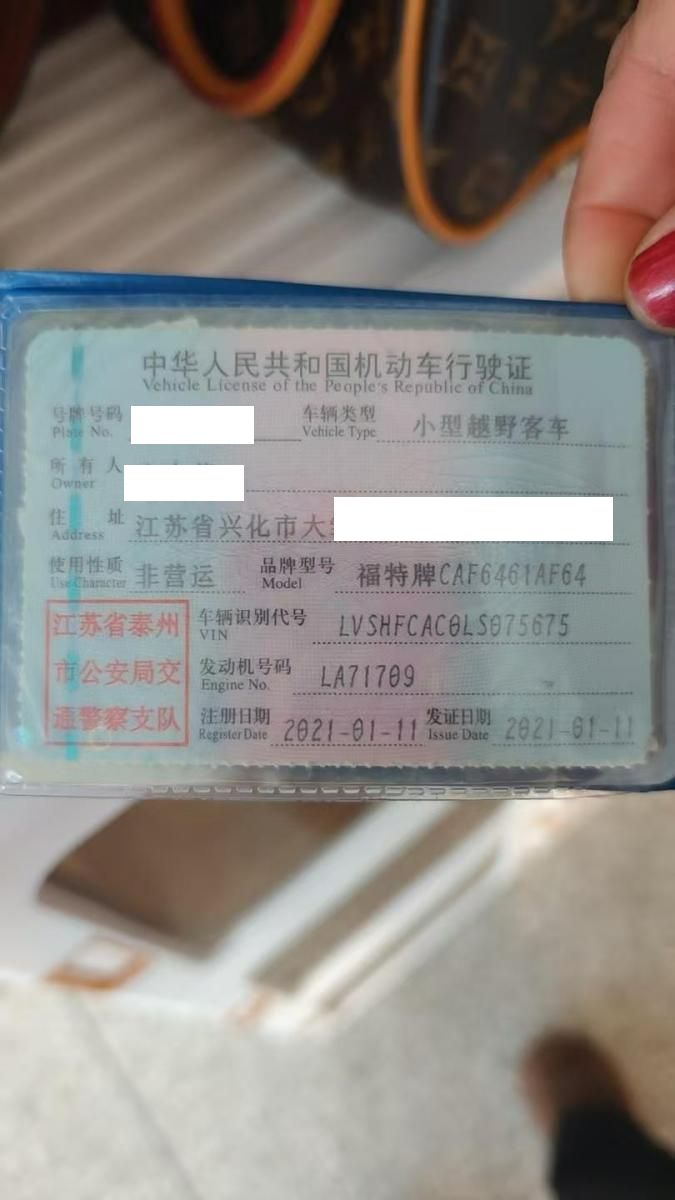 中华人民共和国机动车行驶证
Vehicle License of the People's Republic of China
号牌号码 车辆类型 小型越野客车
Plate No. Vehicle Type
所有人
Owner
住址 江苏省兴化市大
Address
使用性质 非营运 品牌型号 福特牌CAF6461AF64
Use Character Model
江苏省泰州
市公安局交
通警察支队
车辆识别代号 LVSHFCAC0LS075675
VIN
发动机号码 LA71709
Engine No.
注册日期 2021-01-11 发证日期 2021-01-11
Register Date Issue Date